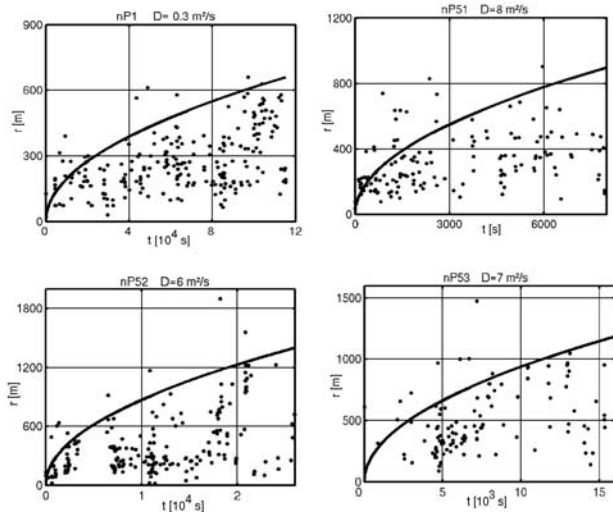 nP1 D= 0.3 m²/s
900
600
300
0
r [m]
0 4 8 12
t [10⁴ s]
nP51 D=8 m²/s
1200
800
400
0
r [m]
0 3000 6000
t [s]
nP52 D=6 m²/s
1800
1200
600
0
r [m]
0 1 2
t [10⁴ s]
nP53 D=7 m²/s
1500
1000
500
0
r [m]
0 5 10 15
t [10³ s]